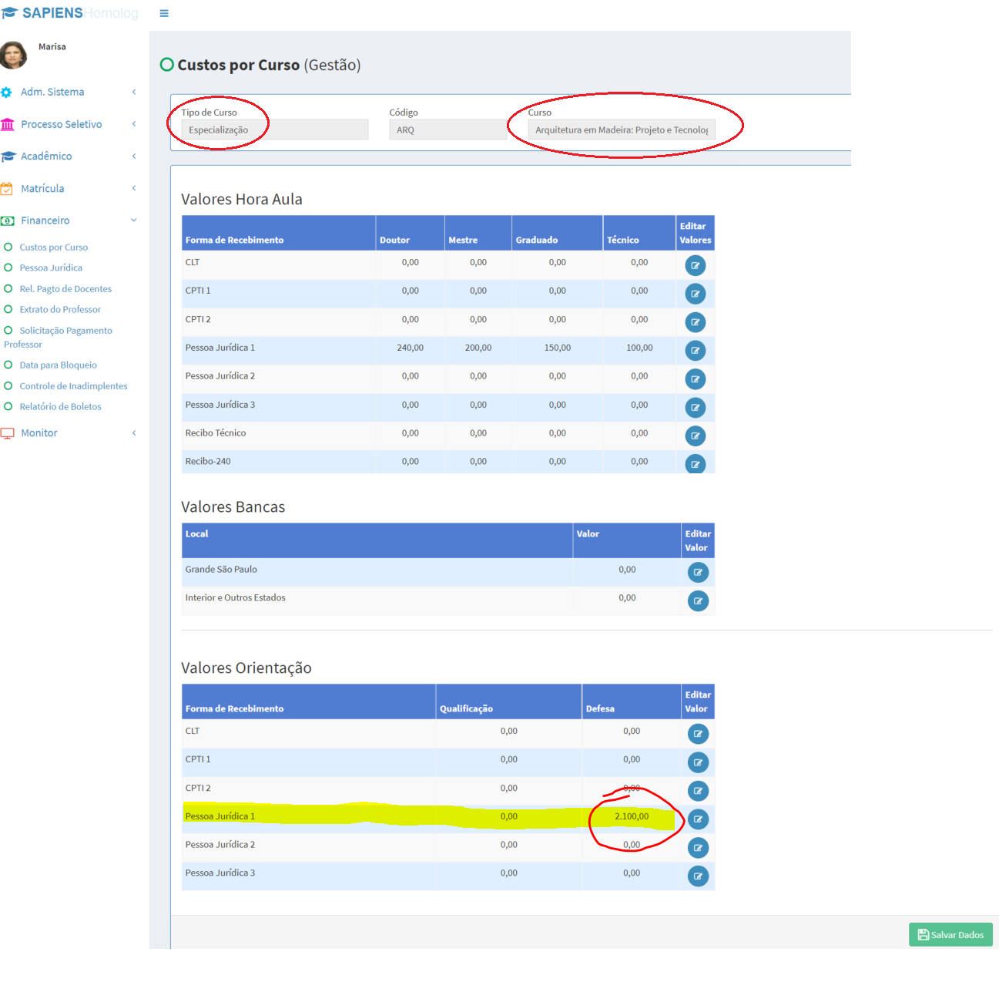 SAPIENSHomolog
Marisa
Adm. Sistema
Processo Seletivo
Acadêmico
Matrícula
Financeiro
Custos por Curso
Pessoa Jurídica
Rel. Pagto de Docentes
Extrato do Professor
Solicitação Pagamento
Professor
Data para Bloqueio
Controle de Inadimplentes
Relatório de Boletos
Monitor
Custos por Curso (Gestão)
Tipo de Curso Código Curso
Especialização ARQ Arquitetura em Madeira: Projeto e Tecnolog
Valores Hora Aula
Forma de Recebimento Doutor Mestre Graduado Técnico Editar Valores
CLT 0,00 0,00 0,00 0,00
CPTI 1 0,00 0,00 0,00 0,00
CPTI 2 0,00 0,00 0,00 0,00
Pessoa Jurídica 1 240,00 200,00 150,00 100,00
Pessoa Jurídica 2 0,00 0,00 0,00 0,00
Pessoa Jurídica 3 0,00 0,00 0,00 0,00
Recibo Técnico 0,00 0,00 0,00 0,00
Recibo-240 0,00 0,00 0,00 0,00
Valores Bancas
Local Valor Editar Valor
Grande São Paulo 0,00
Interior e Outros Estados 0,00
Valores Orientação
Forma de Recebimento Qualificação Defesa Editar Valor
CLT 0,00 0,00
CPTI 1 0,00 0,00
CPTI 2 0,00 0,00
Pessoa Jurídica 1 0,00 2.100,00
Pessoa Jurídica 2 0,00 0,00
Pessoa Jurídica 3 0,00 0,00
Salvar Dados